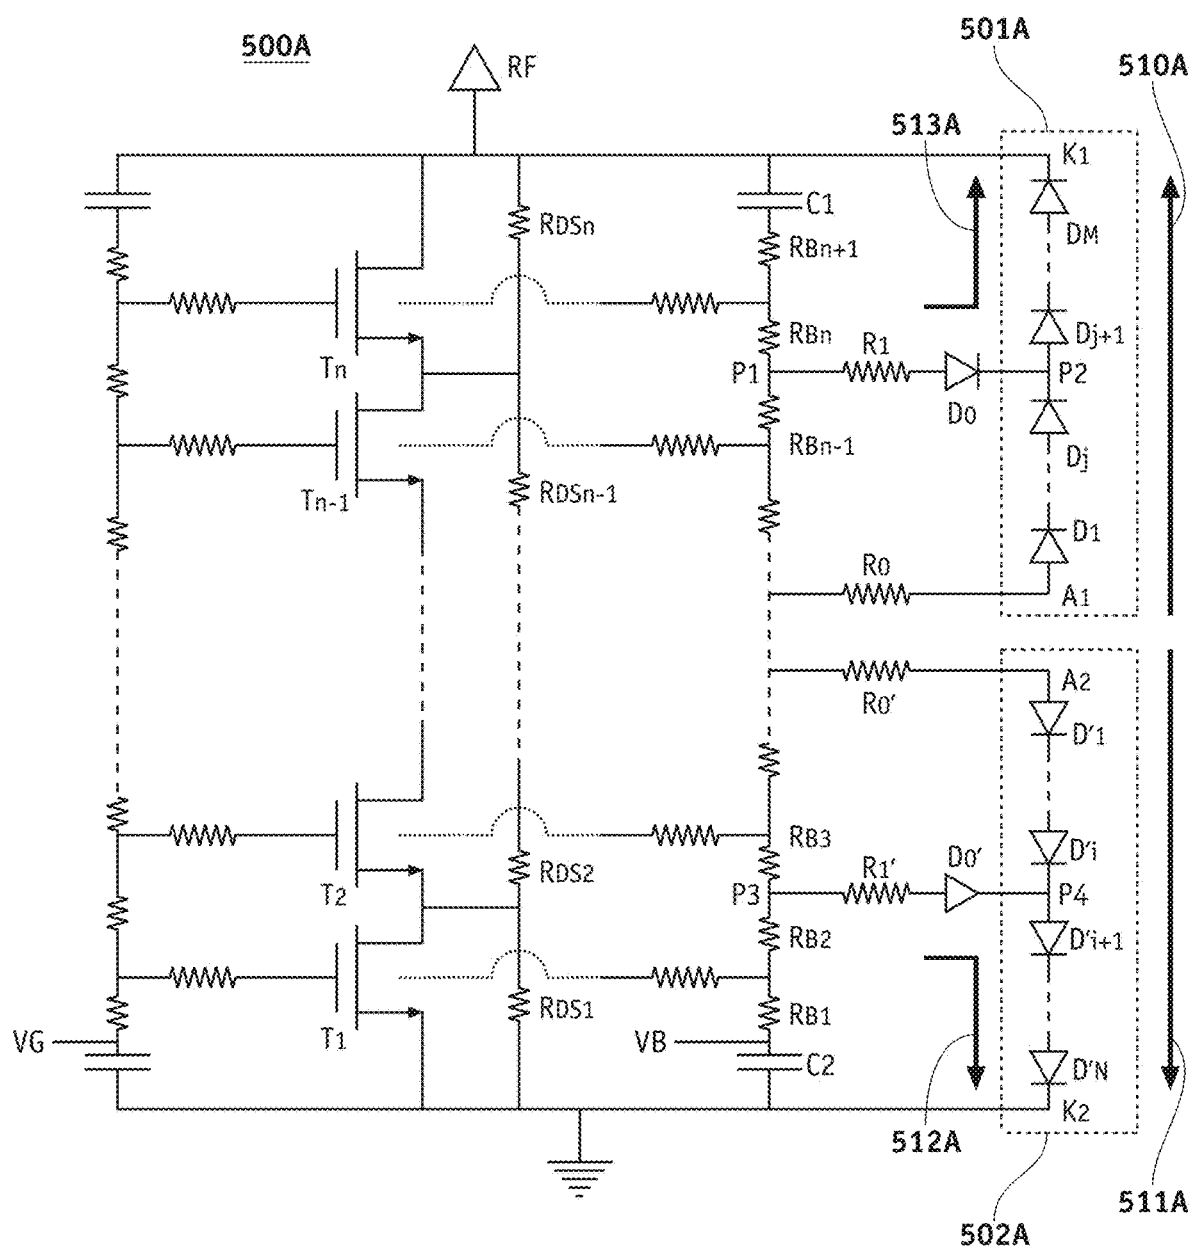 500A
RF
501A
510A
513A
K1
C1
RDSn
RBn+1
DM
RBn
Dj+1
R1
P1
P2
Tn
D0
RBn-1
Dj
Tn-1
RDSn-1
D1
R0
A1
A2
R0'
D'1
RB3
D0'
D'i
R1'
RDS2
T2
P3
P4
RB2
D'i+1
RDS1
RB1
T1
VG
VB
C2
D'N
K2
512A
511A
502A